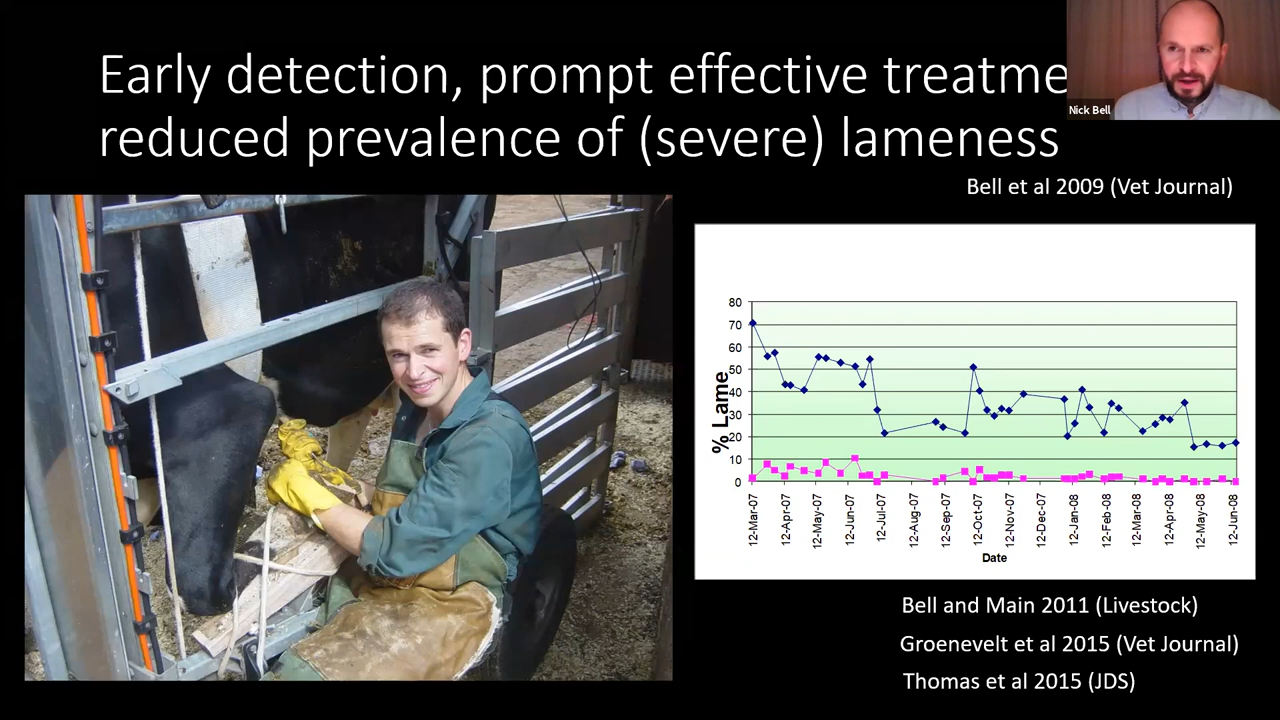 Early detection, prompt effective treatme
reduced prevalence of (severe) lameness
Nick Bell
Bell et al 2009 (Vet Journal)
80
70
60
50
40
30
20
10
0
% Lame
12-Mar-07
12-Apr-07
12-May-07
12-Jun-07
12-Jul-07
12-Aug-07
12-Sep-07
12-Oct-07
12-Nov-07
12-Dec-07
12-Jan-08
12-Feb-08
12-Mar-08
12-Apr-08
12-May-08
12-Jun-08
Date
Bell and Main 2011 (Livestock)
Groenevelt et al 2015 (Vet Journal)
Thomas et al 2015 (JDS)